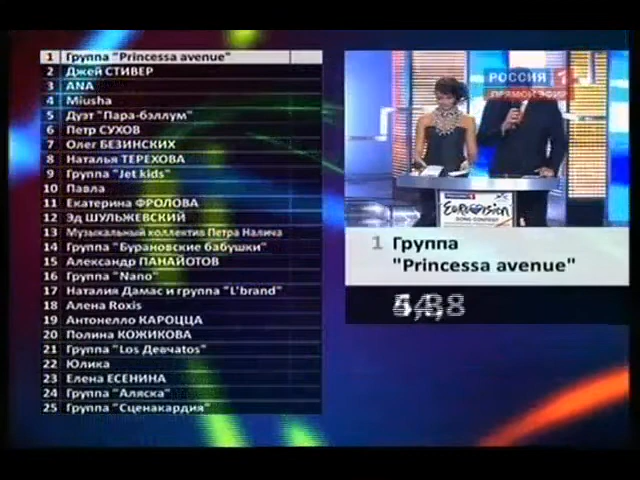 1 Группа "Princessa avenue"
2 Джей СТИВЕР
3 ANA
4 Miusha
5 Дуэт "Пара-бэллум"
6 Петр СУХОВ
7 Олег БЕЗИНСКИХ
8 Наталья ТЕРЕХОВА
9 Группа "Jet kids"
10 Павла
11 Екатерина ФРОЛОВА
12 Эд ШУЛЬЖЕВСКИЙ
13 Музыкальный коллектив Петра Налича
14 Группа "Бурановские бабушки"
15 Александр ПАНАЙОТОВ
16 Группа "Nano"
17 Наталия Дамас и группа "L'brand"
18 Алена Roxis
19 Антонелло КАРОЦЦА
20 Полина КОЖИКОВА
21 Группа "Los Девчатos"
22 Юлика
23 Елена ЕСЕНИНА
24 Группа "Аляска"
25 Группа "Сценакардия"
РОССИЯ 1
ПРЯМОЙ ЭФИР
EUROVISION
SONG CONTEST
1 Группа
"Princessa avenue"